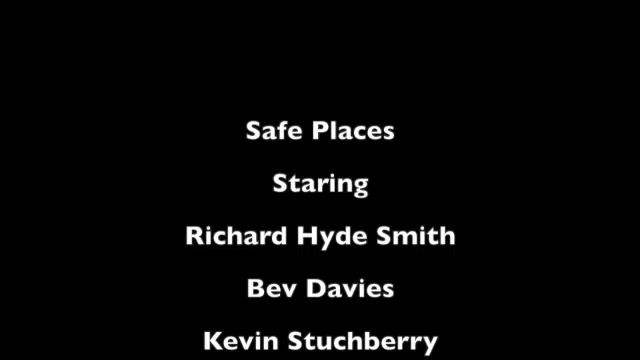 Safe Places
Staring
Richard Hyde Smith
Bev Davies
Kevin Stuchberry